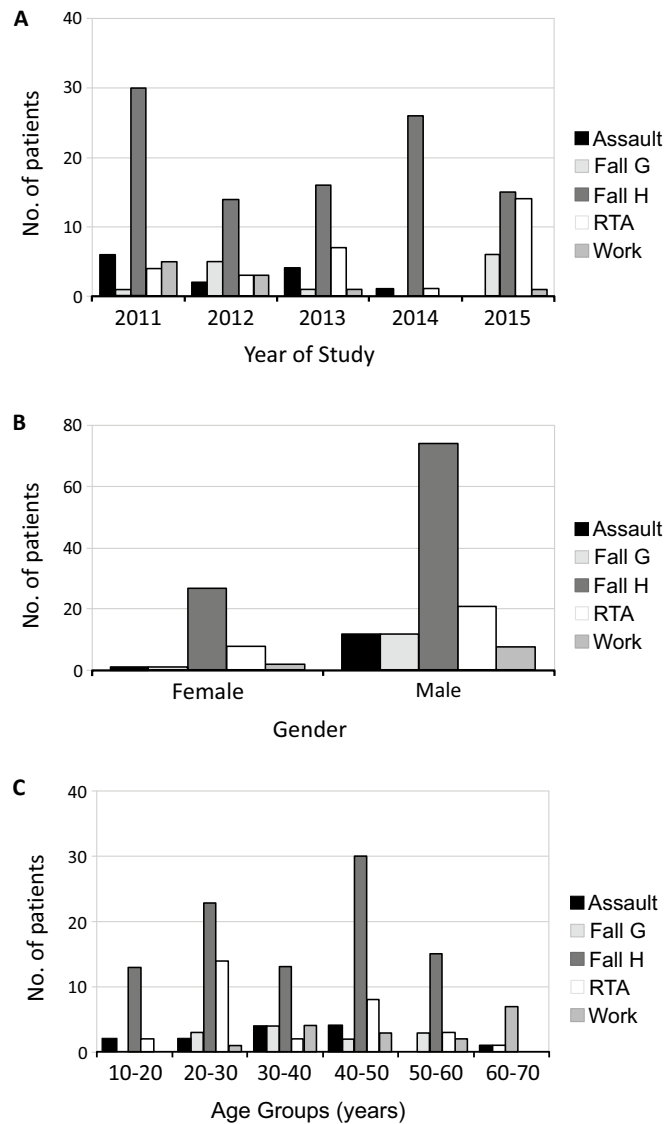 A
No. of patients
40
30
20
10
0
2011 2012 2013 2014 2015
Year of Study
Assault
Fall G
Fall H
RTA
Work
B
No. of patients
80
60
40
20
0
Female Male
Gender
Assault
Fall G
Fall H
RTA
Work
C
No. of patients
40
30
20
10
0
10-20 20-30 30-40 40-50 50-60 60-70
Age Groups (years)
Assault
Fall G
Fall H
RTA
Work